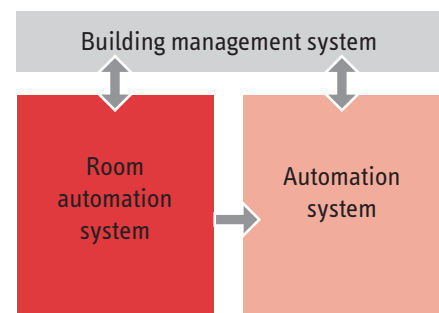 Building management system
Room
automation
system
Automation
system